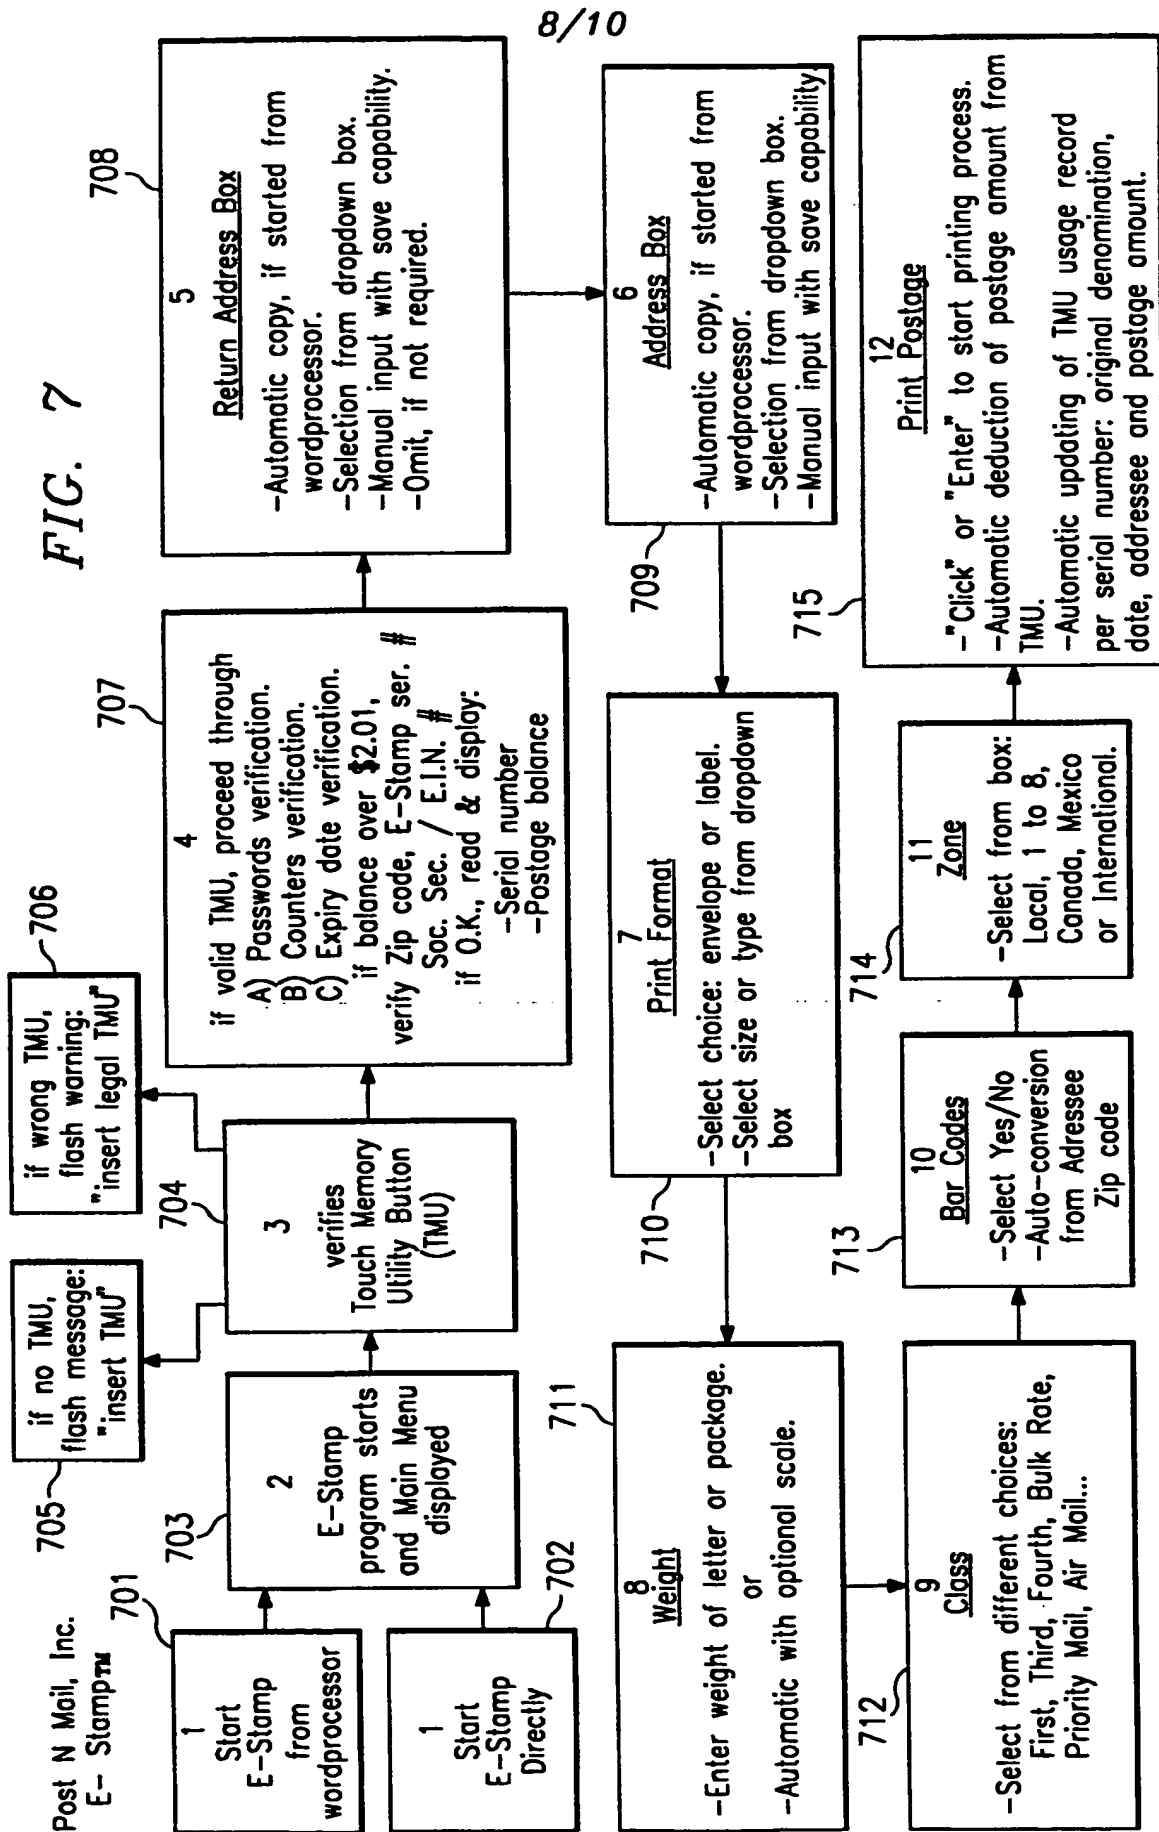 8/10
FIG. 7
Post N Mail, Inc.
E- Stamp™
701
1
Start
E-Stamp
from
wordprocessor
1
Start
E-Stamp
Directly
702
703
2
E-Stamp
program starts
and Main Menu
displayed
704
3
verifies
Touch Memory
Utility Button
(TMU)
705
if no TMU,
flash message:
"insert TMU"
706
if wrong TMU,
flash warning:
"insert legal TMU"
707
4
if valid TMU, proceed through
A) Passwords verification.
B) Counters verification.
C) Expiry date verification.
if balance over $2.01,
verify Zip code, E-Stamp ser. #
Soc. Sec. / E.I.N. #
if O.K., read & display:
-Serial number
-Postage balance
708
5
Return Address Box
-Automatic copy, if started from
wordprocessor.
-Selection from dropdown box.
-Manual input with save capability.
-Omit, if not required.
709
6
Address Box
-Automatic copy, if started from
wordprocessor.
-Selection from dropdown box.
-Manual input with save capability.
710
7
Print Format
-Select choice: envelope or label.
-Select size or type from dropdown
box
711
8
Weight
-Enter weight of letter or package.
or
-Automatic with optional scale.
712
9
Class
-Select from different choices:
First, Third, Fourth, Bulk Rate,
Priority Mail, Air Mail...
713
10
Bar Codes
-Select Yes/No
-Auto-conversion
from Adressee
Zip code
714
11
Zone
-Select from box:
Local, 1 to 8,
Canada, Mexico
or International.
715
12
Print Postage
-"Click" or "Enter" to start printing process.
-Automatic deduction of postage amount from
TMU.
-Automatic updating of TMU usage record
per serial number: original denomination,
date, addressee and postage amount.